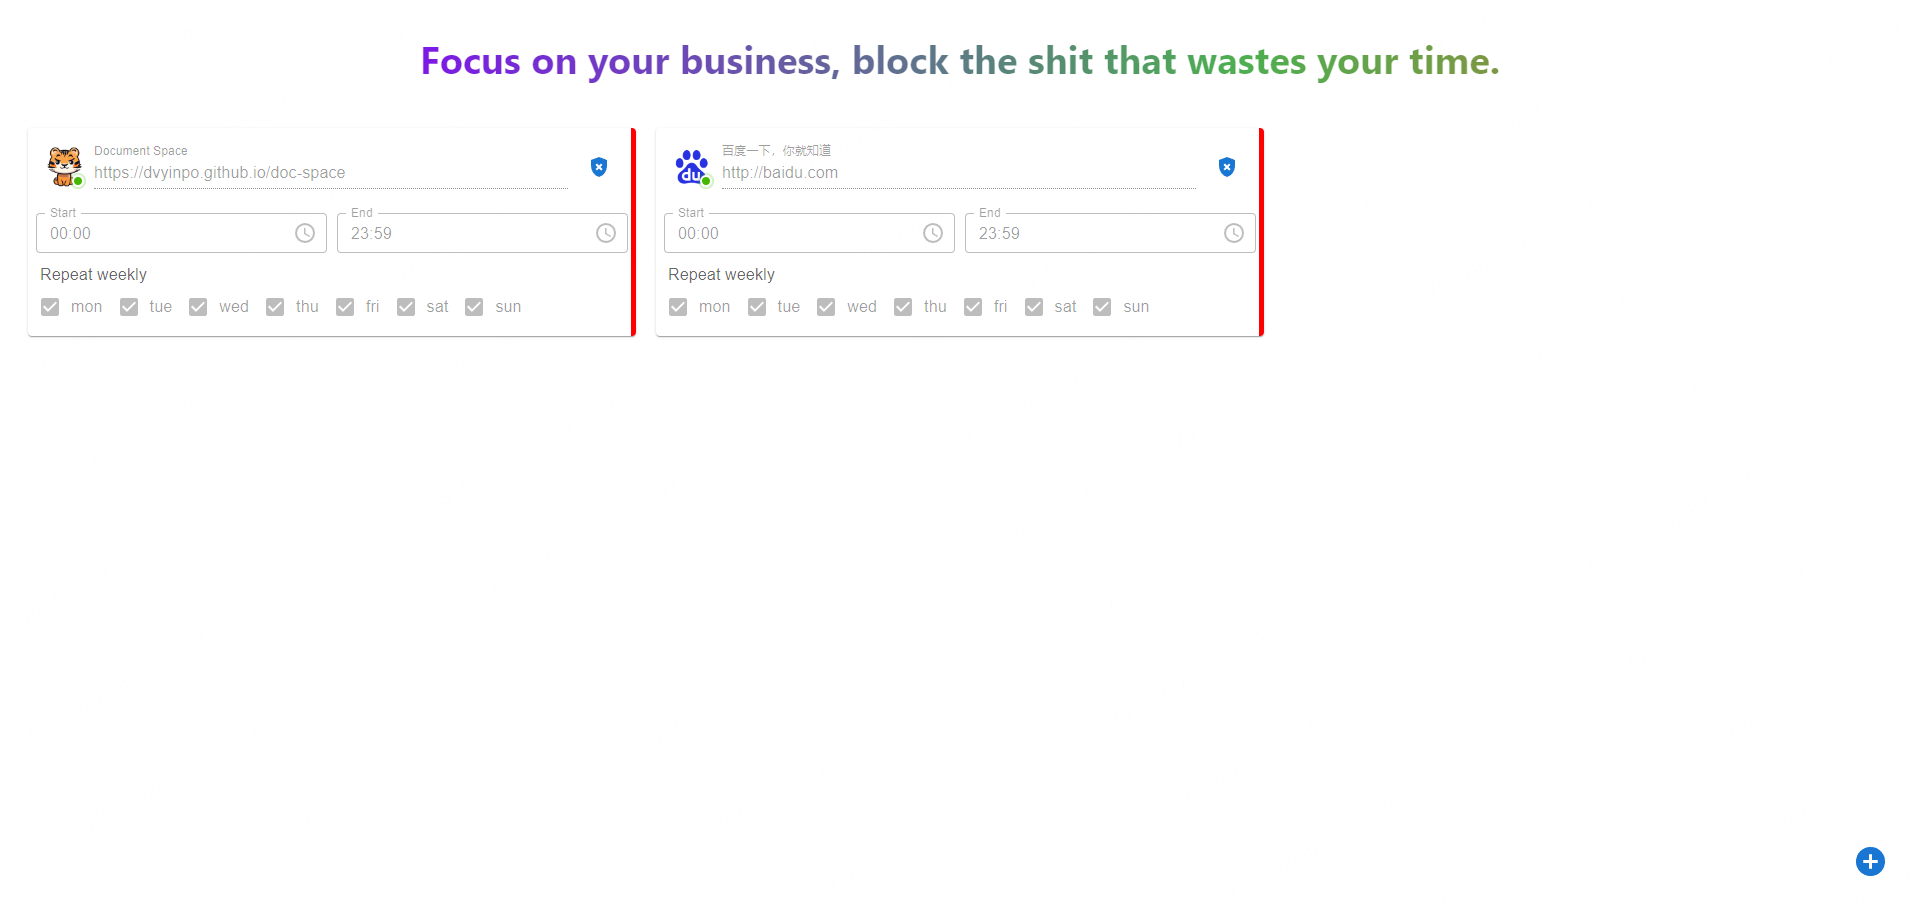 Focus on your business, block the shit that wastes your time.
Document Space
https://dvyinpo.github.io/doc-space
Start
00:00
End
23:59
Repeat weekly
mon tue wed thu fri sat sun
百度一下，你就知道
du
http://baidu.com
Start
00:00
End
23:59
Repeat weekly
mon tue wed thu fri sat sun